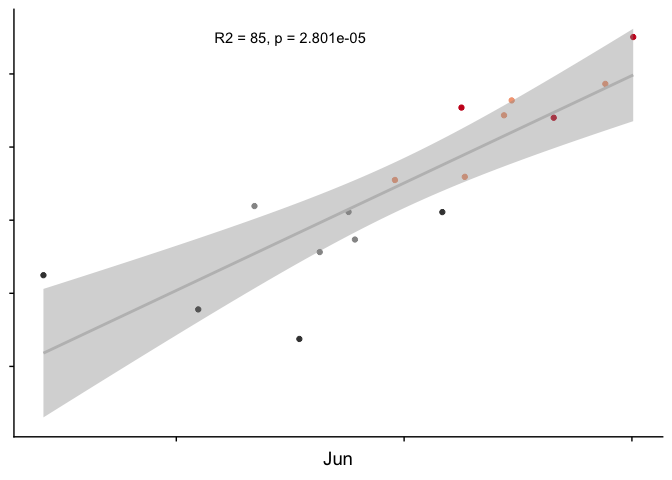 R2 = 85, p = 2.801e-05
Jun